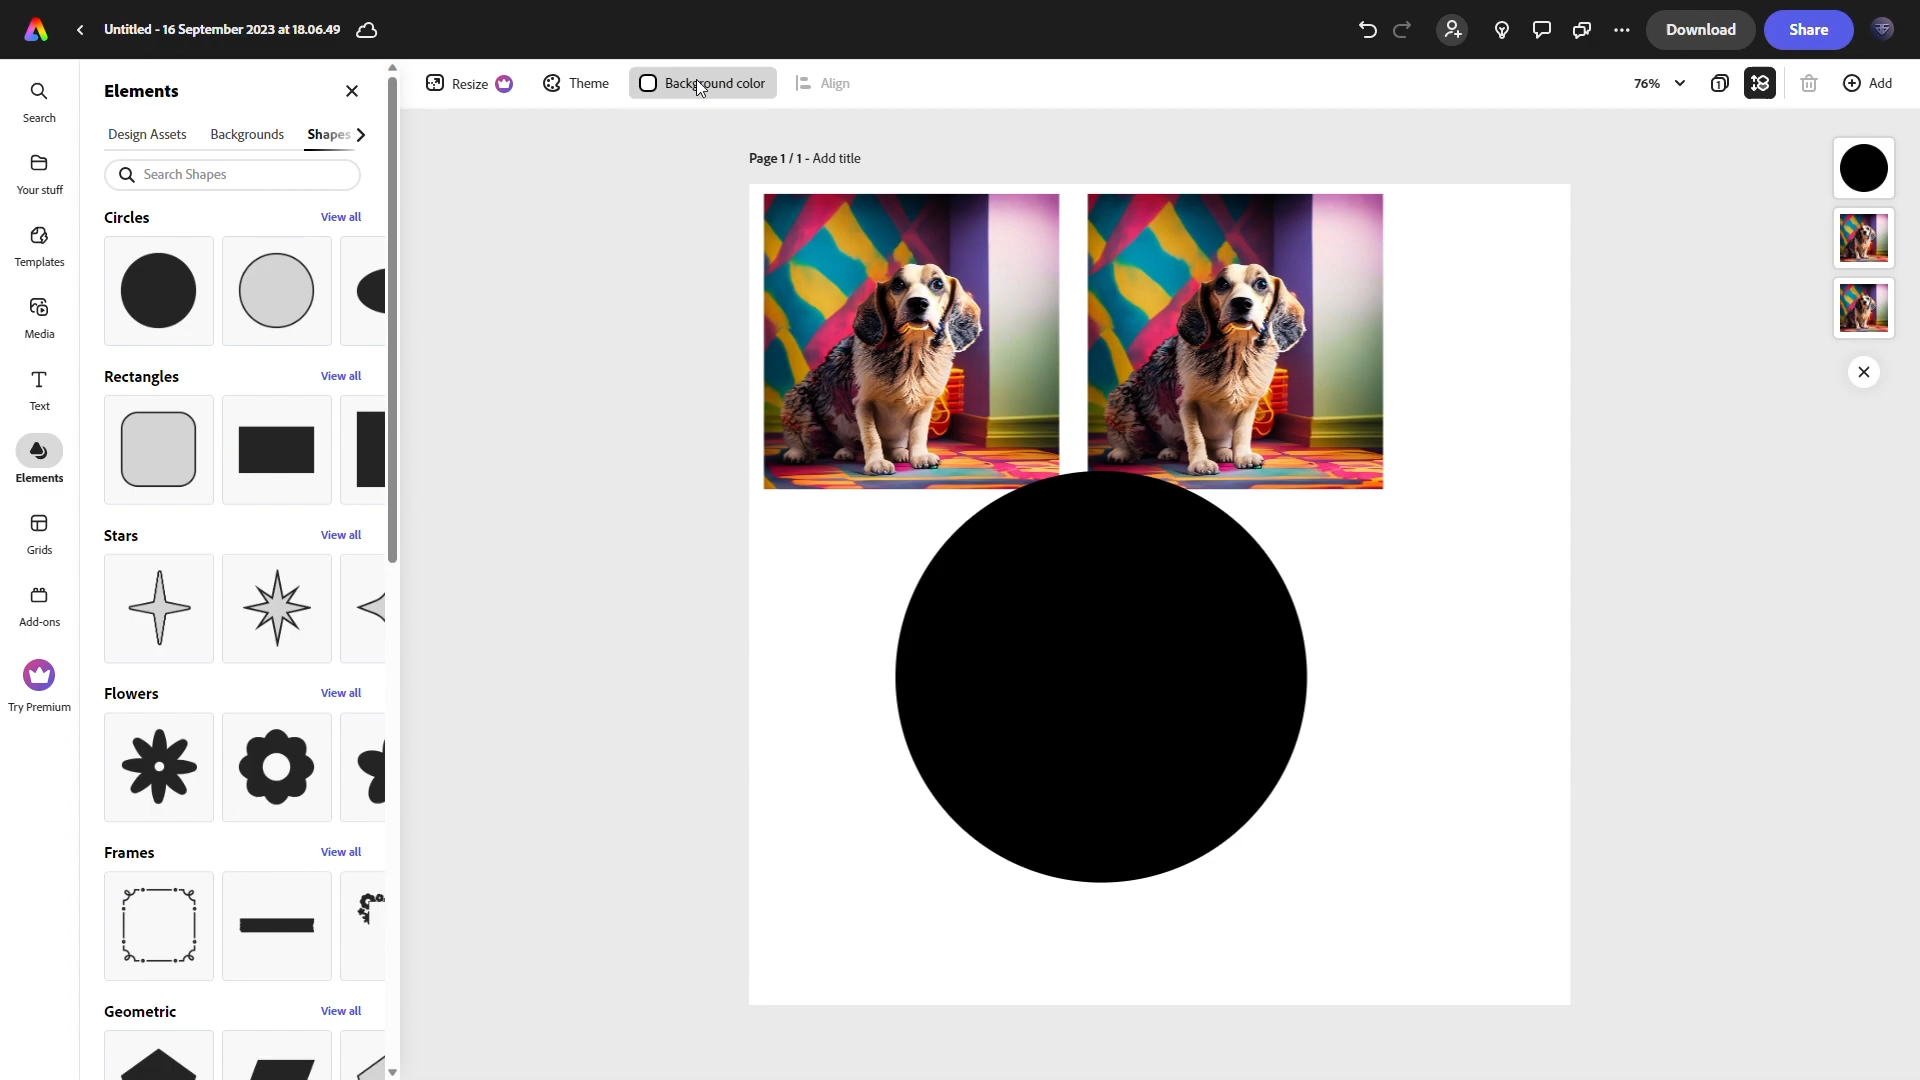 Untitled - 16 September 2023 at 18.06.49
Download
Share
Search
Your stuff
Templates
Media
Text
Elements
Grids
Add-ons
Try Premium
Elements
Design Assets
Backgrounds
Shapes
Search Shapes
Circles
View all
Rectangles
View all
Stars
View all
Flowers
View all
Frames
View all
Geometric
View all
Resize
Theme
Background color
Align
76%
1
Add
Page 1 / 1 - Add title